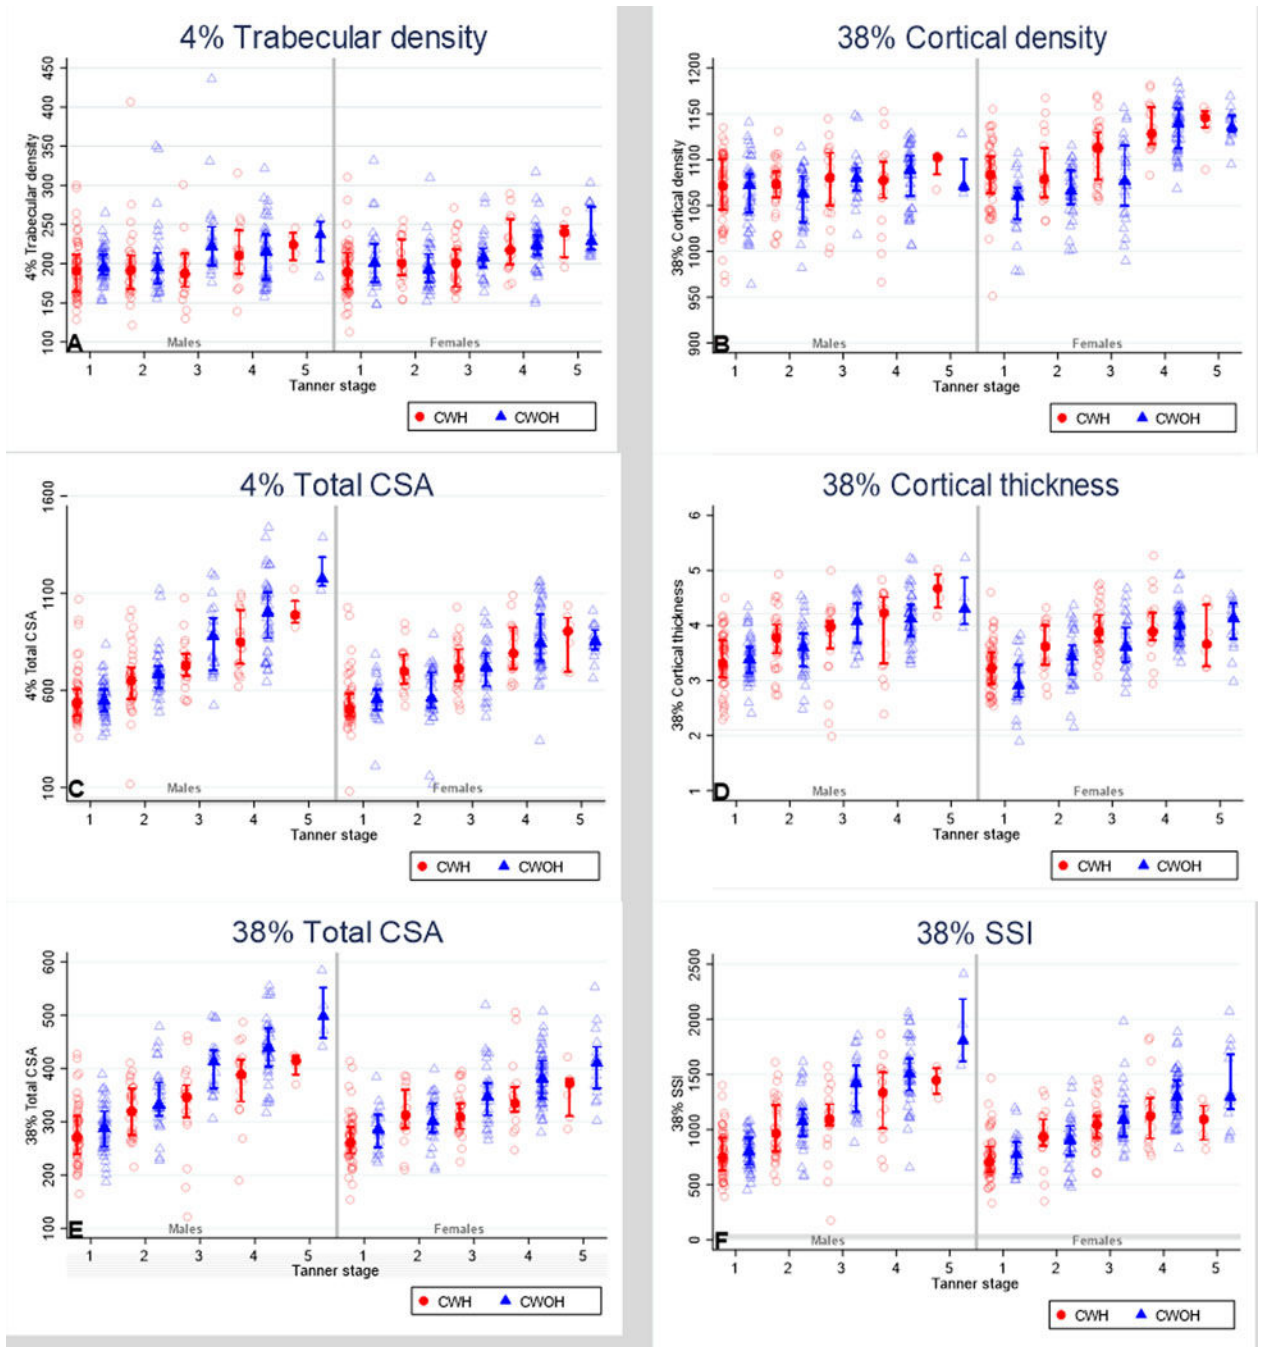 4% Trabecular density
4% Trabecular density
450
400
350
300
250
200
150
100
A
Males
Females
1 2 3 4 5 1 2 3 4 5
Tanner stage
CWH CWOH
38% Cortical density
38% Cortical density
1200
1150
1100
1050
1000
950
900
B
Males
Females
1 2 3 4 5 1 2 3 4 5
Tanner stage
CWH CWOH
4% Total CSA
4% Total CSA
1600
1100
600
100
C
Males
Females
1 2 3 4 5 1 2 3 4 5
Tanner stage
CWH CWOH
38% Cortical thickness
38% Cortical thickness
6
5
4
3
2
1
D
Males
Females
1 2 3 4 5 1 2 3 4 5
Tanner stage
CWH CWOH
38% Total CSA
38% Total CSA
600
500
400
300
200
100
E
Males
Females
1 2 3 4 5 1 2 3 4 5
Tanner stage
CWH CWOH
38% SSI
38% SSI
2500
2000
1500
1000
500
0
F
Males
Females
1 2 3 4 5 1 2 3 4 5
Tanner stage
CWH CWOH